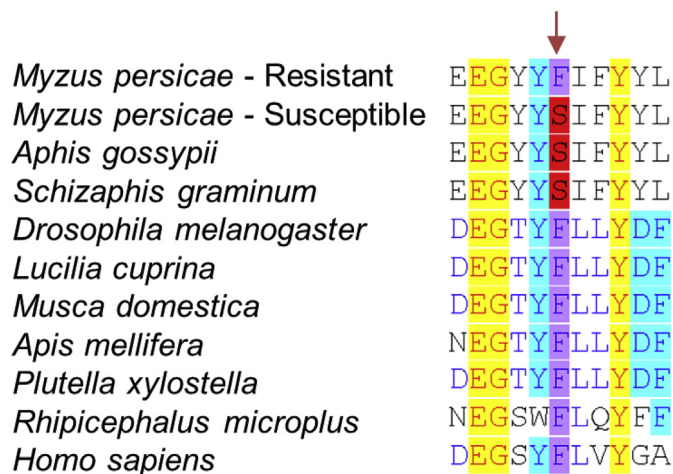 Myzus persicae - Resistant EEGYYFIFYYL
Myzus persicae - Susceptible EEGYYSIFYYL
Aphis gossypii EEGYYSIFYYL
Schizaphis graminum EEGYYSIFYYL
Drosophila melanogaster DEGTYFLLYDF
Lucilia cuprina DEGTYFLLYDF
Musca domestica DEGTYFLLYDF
Apis mellifera NEGTYFLLYDF
Plutella xylostella DEGTYFLLYDF
Rhipicephalus microplus NEGSWFLQYFF
Homo sapiens DEGSYFLVYGA